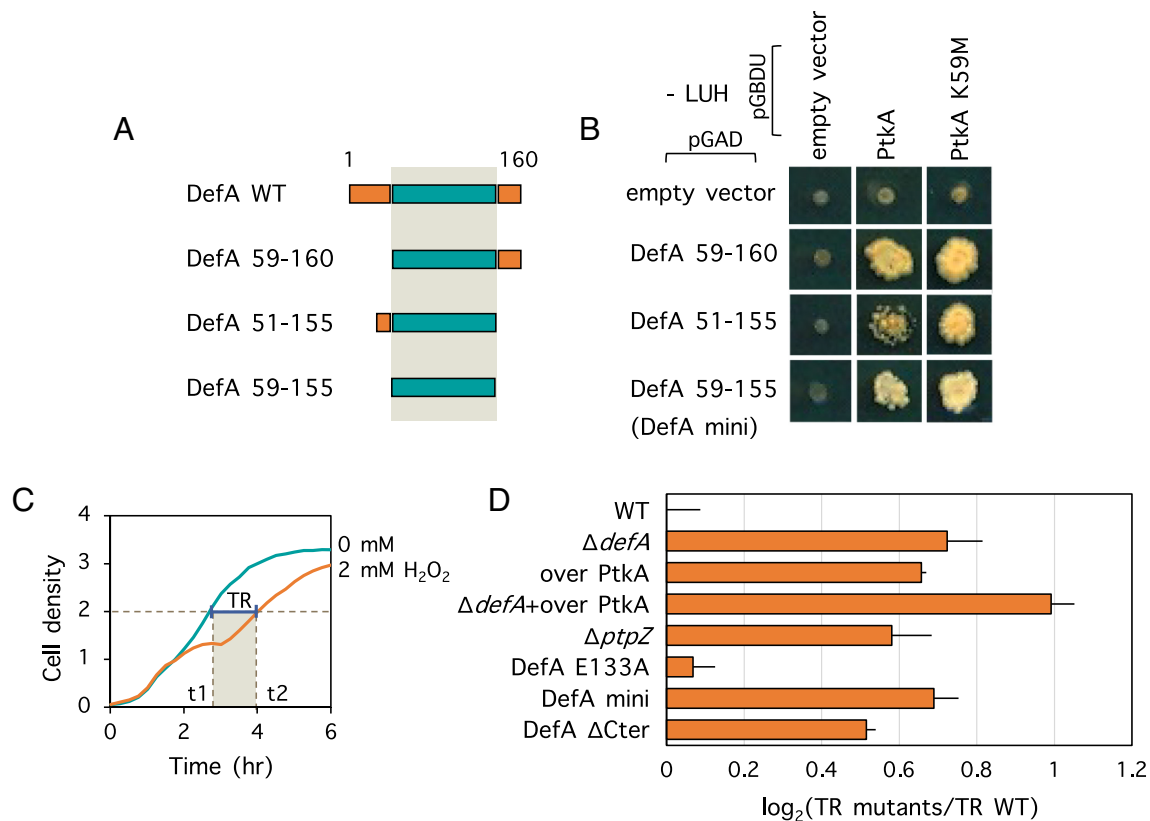 A
1
160
DefA WT
DefA 59-160
DefA 51-155
DefA 59-155
B
- LUH
pGBDU
pGAD
empty vector
PtkA
PtkA K59M
empty vector
DefA 59-160
DefA 51-155
DefA 59-155
(DefA mini)
C
Cell density
4
3
2
1
0
0 mM
2 mM H₂O₂
TR
t1
t2
0
2
4
6
Time (hr)
D
WT
ΔdefA
over PtkA
ΔdefA+over PtkA
ΔptpZ
DefA E133A
DefA mini
DefA ΔCter
0
0.2
0.4
0.6
0.8
1
1.2
log₂(TR mutants/TR WT)